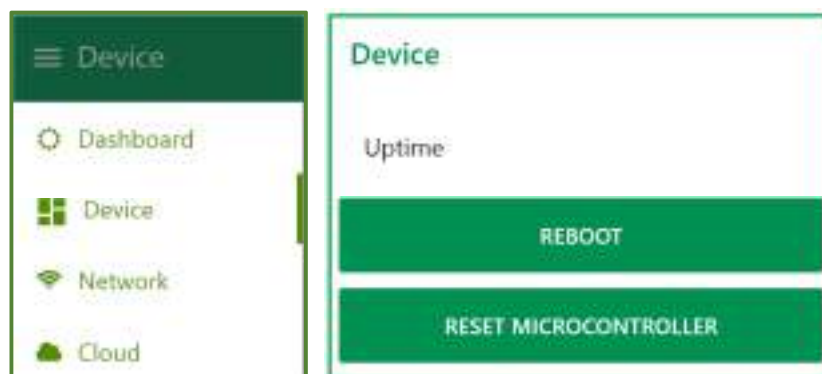 Device
Dashboard
Device
Network
Cloud
Device
Uptime
REBOOT
RESET MICROCONTROLLER